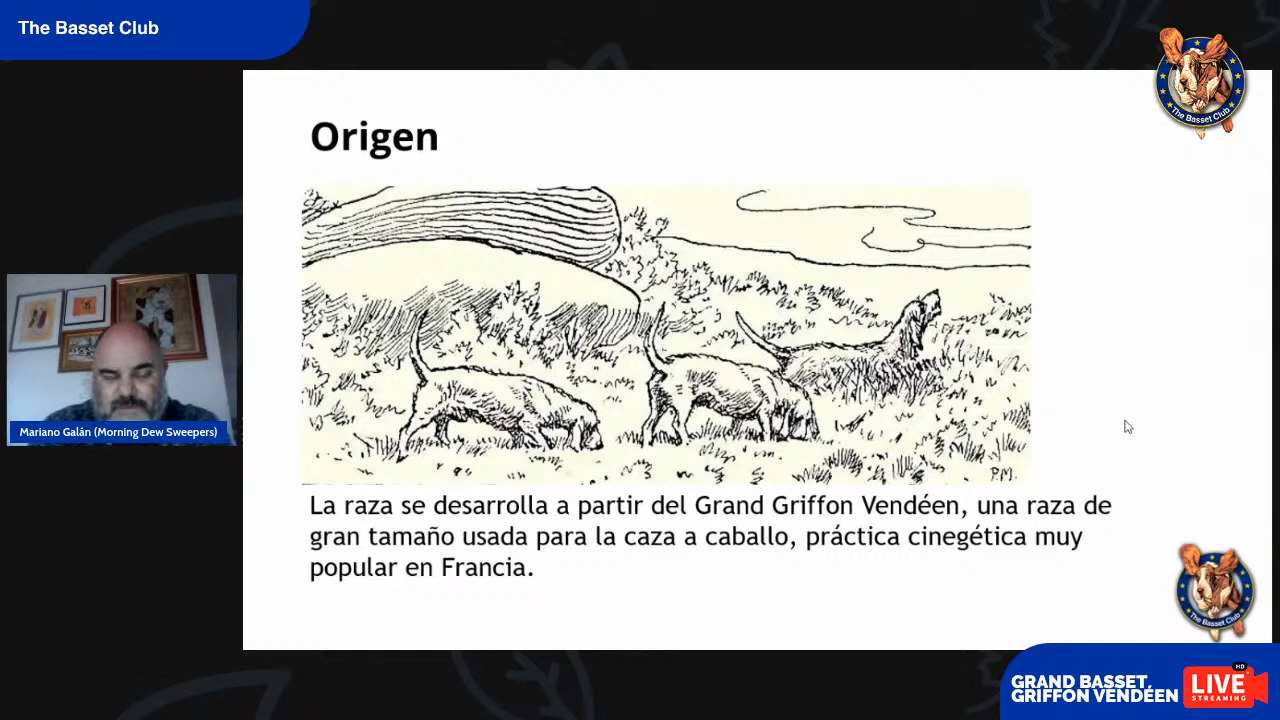 The Basset Club
The Basset Club
Origen
P.M.
Mariano Galán (Morning Dew Sweepers)
La raza se desarrolla a partir del Grand Griffon Vendéen, una raza de
gran tamaño usada para la caza a caballo, práctica cinegética muy
popular en Francia.
The Basset Club
GRAND BASSET
GRIFFON VENDÉEN
HD
LIVE
STREAMING